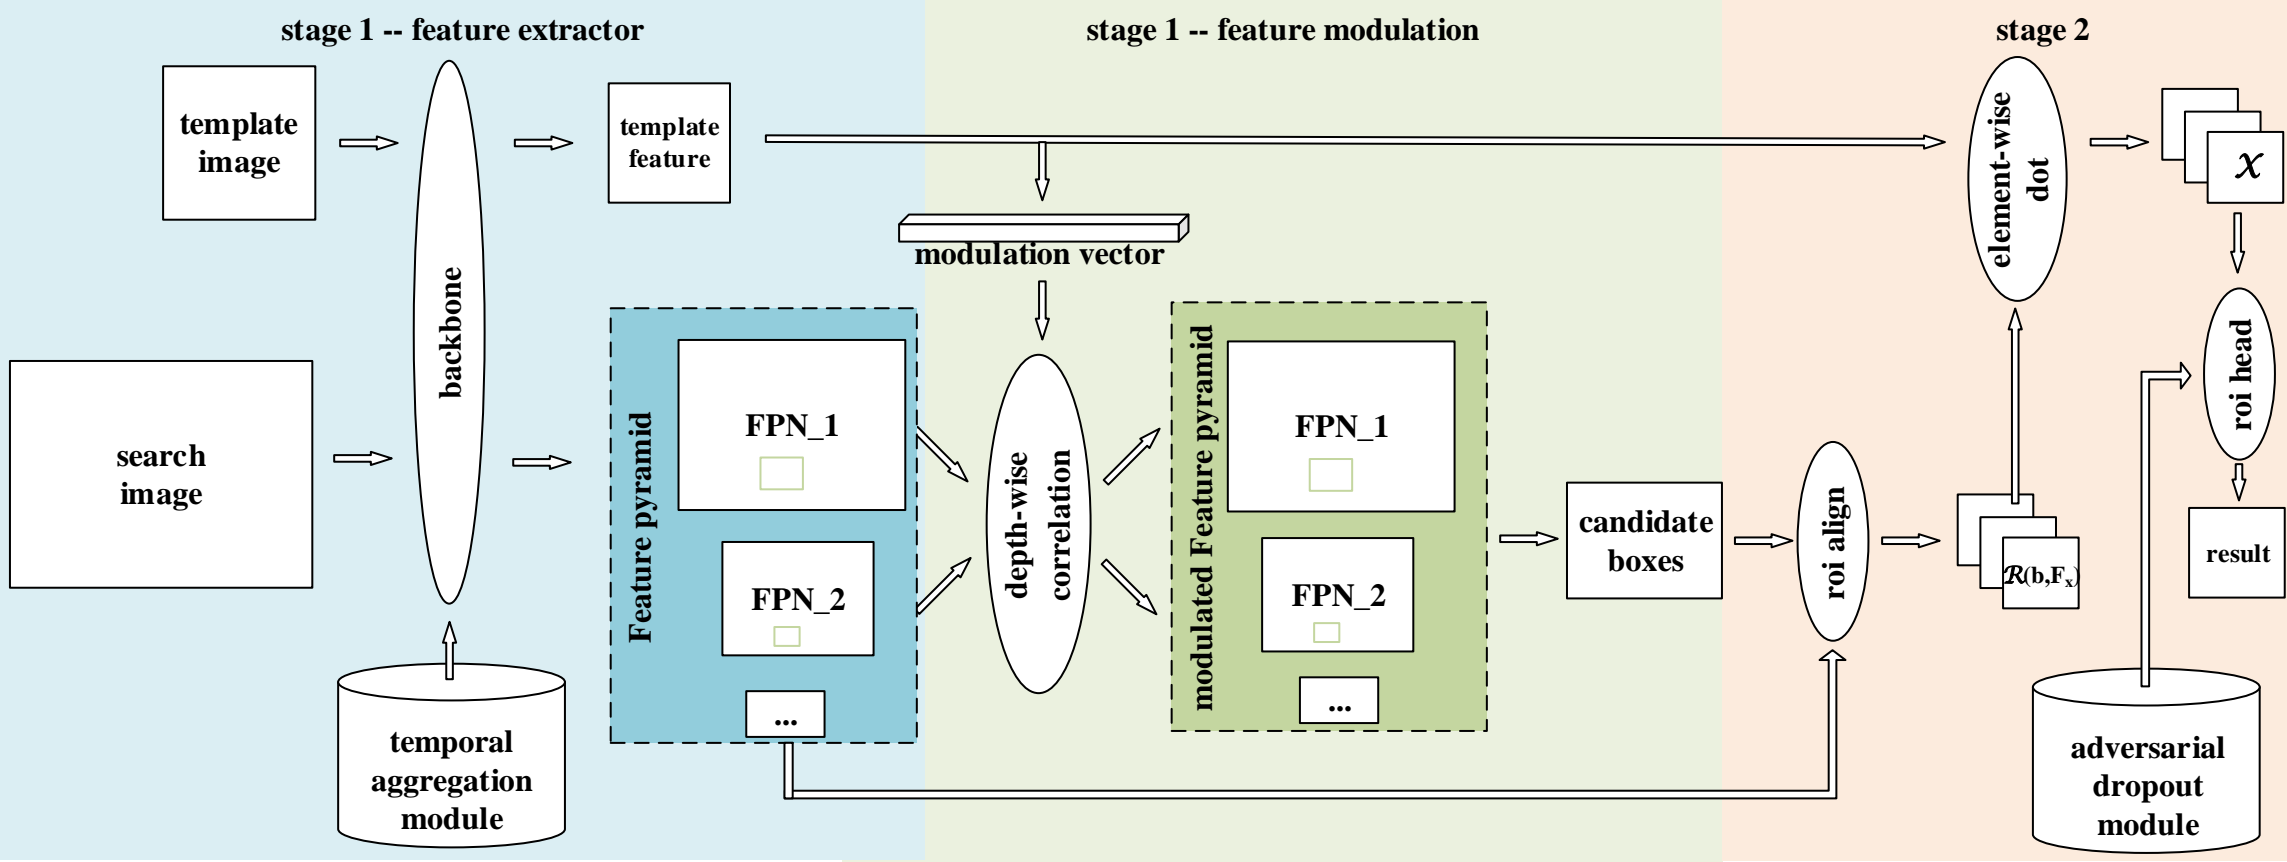 stage 1 -- feature extractor
stage 1 -- feature modulation
stage 2
template
image
backbone
template
feature
search
image
temporal
aggregation
module
Feature pyramid
FPN_1
FPN_2
...
modulation vector
depth-wise
correlation
modulated Feature pyramid
FPN_1
FPN_2
...
candidate
boxes
roi align
ℛ(b,Fₓ)
element-wise
dot
𝓍
roi head
result
adversarial
dropout
module